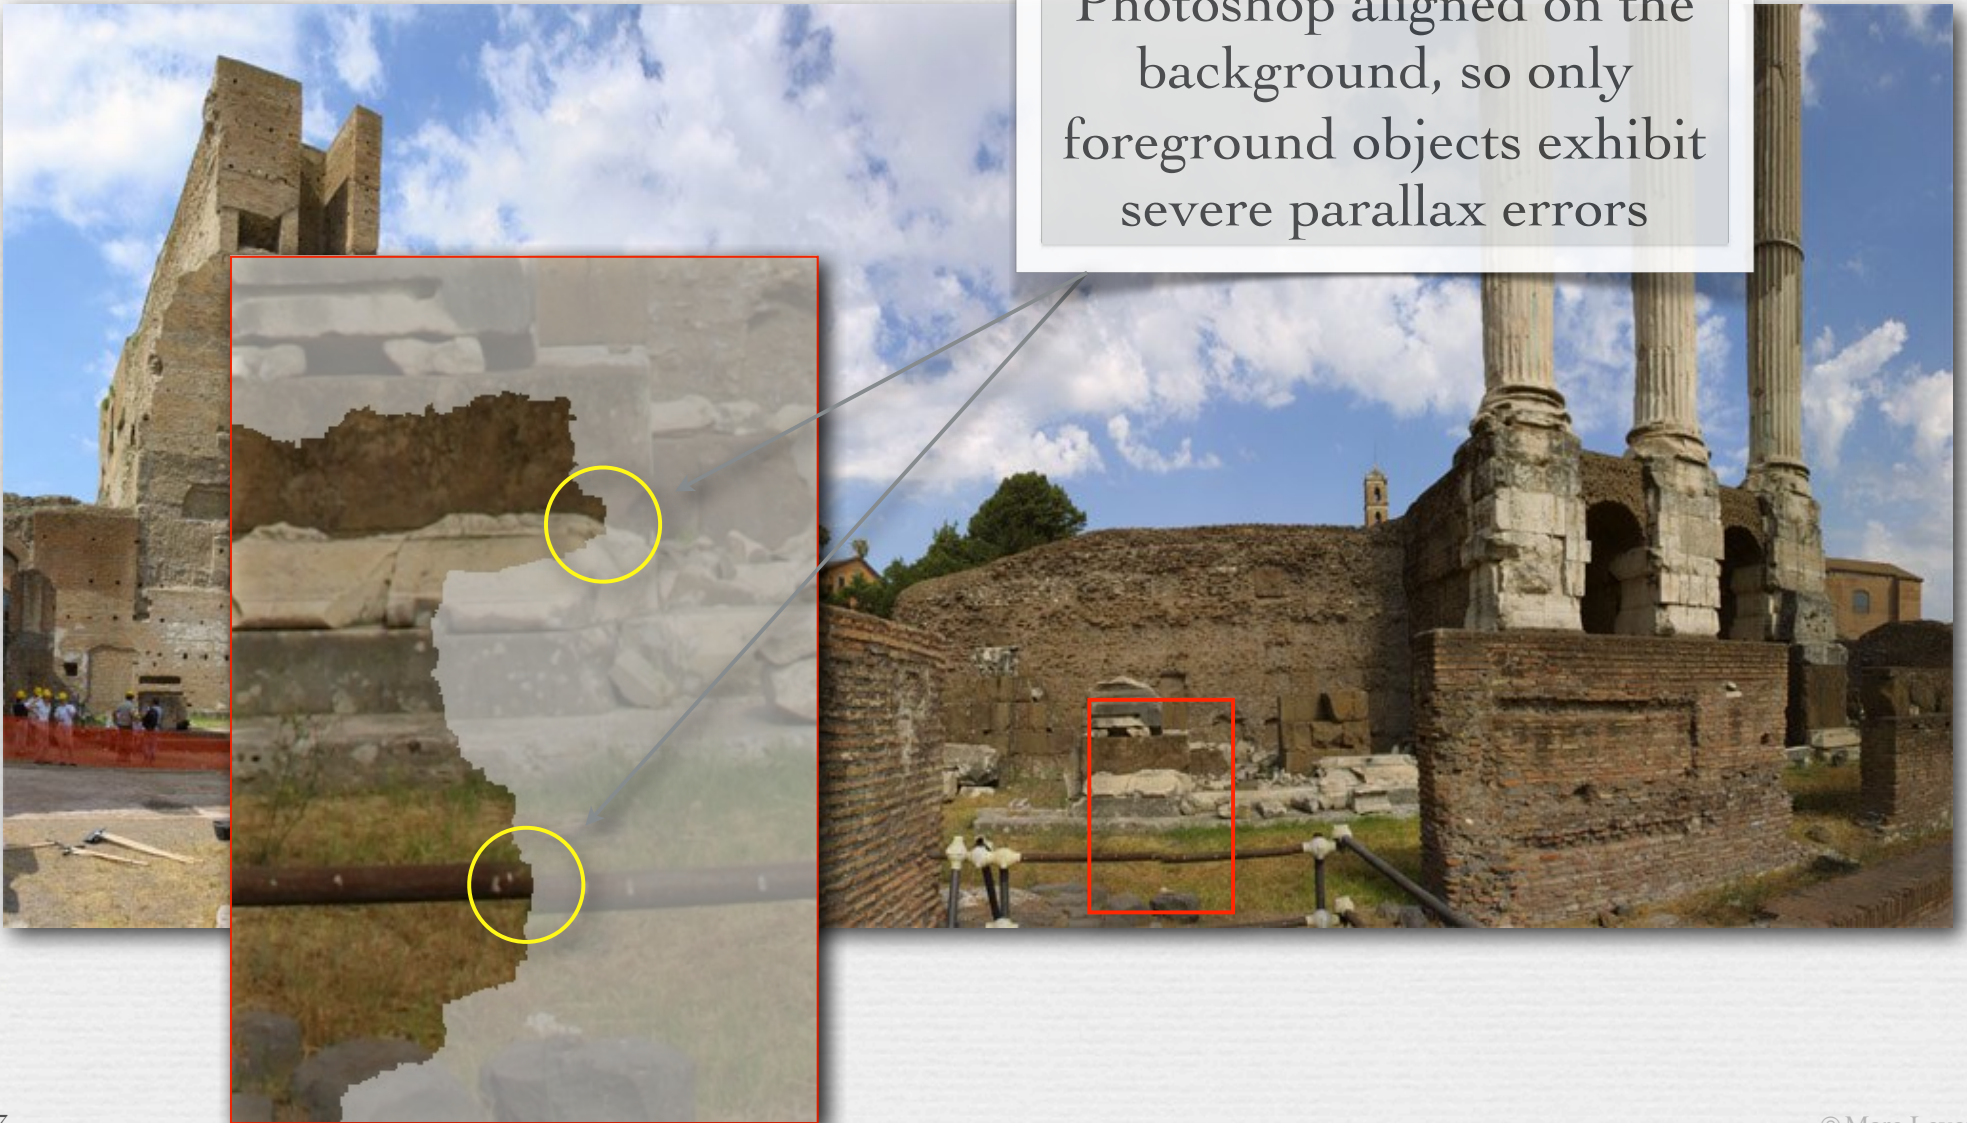 Photoshop aligned on the
background, so only
foreground objects exhibit
severe parallax errors